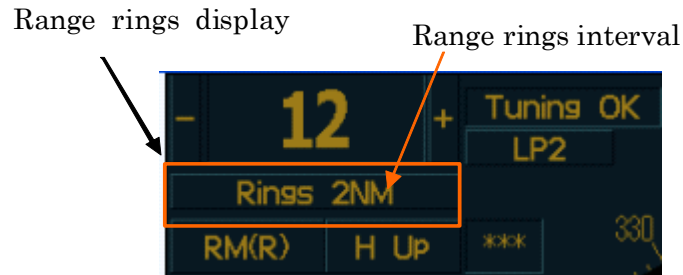 Range rings display
Range rings interval
- 12 + Tuning OK
LP2
Rings 2NM
RM(R) H Up *** 330